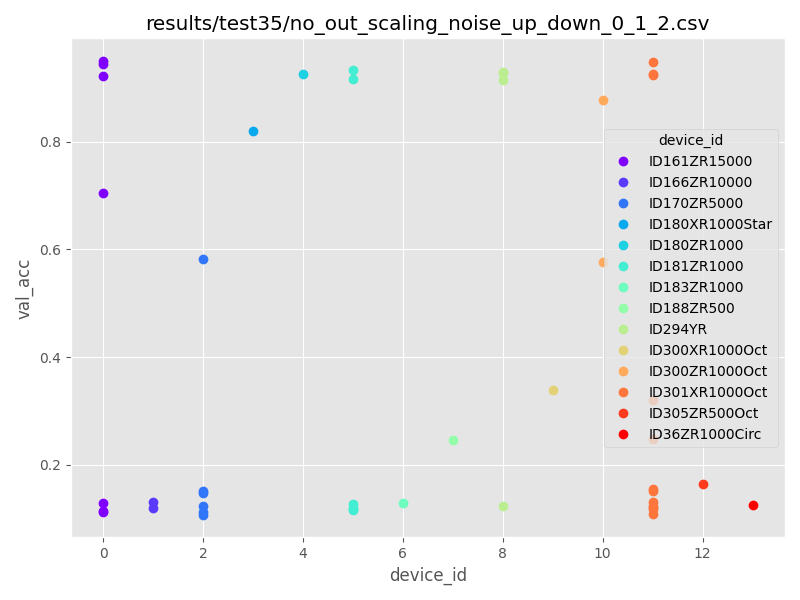 results/test35/no_out_scaling_noise_up_down_0_1_2.csv
val_acc
0.8
0.6
0.4
0.2
device_id
ID161ZR15000
ID166ZR10000
ID170ZR5000
ID180XR1000Star
ID180ZR1000
ID181ZR1000
ID183ZR1000
ID188ZR500
ID294YR
ID300XR1000Oct
ID300ZR1000Oct
ID301XR1000Oct
ID305ZR500Oct
ID36ZR1000Circ
0 2 4 6 8 10 12
device_id